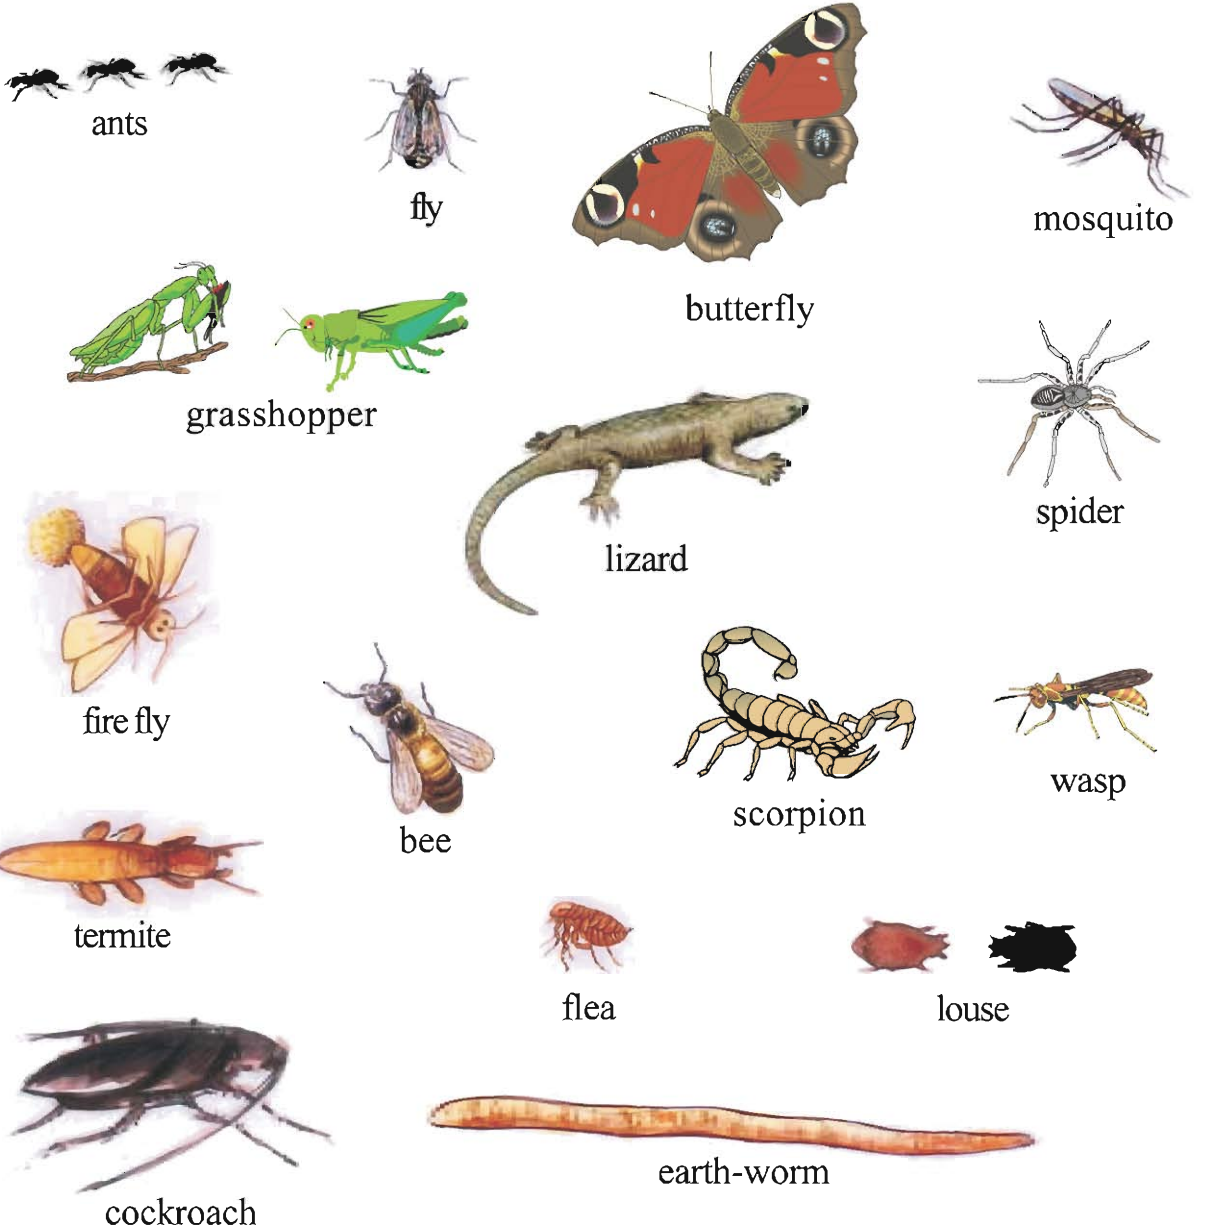 ants
fly
butterfly
mosquito
grasshopper
lizard
spider
fire fly
bee
scorpion
wasp
termite
flea
louse
cockroach
earth-worm